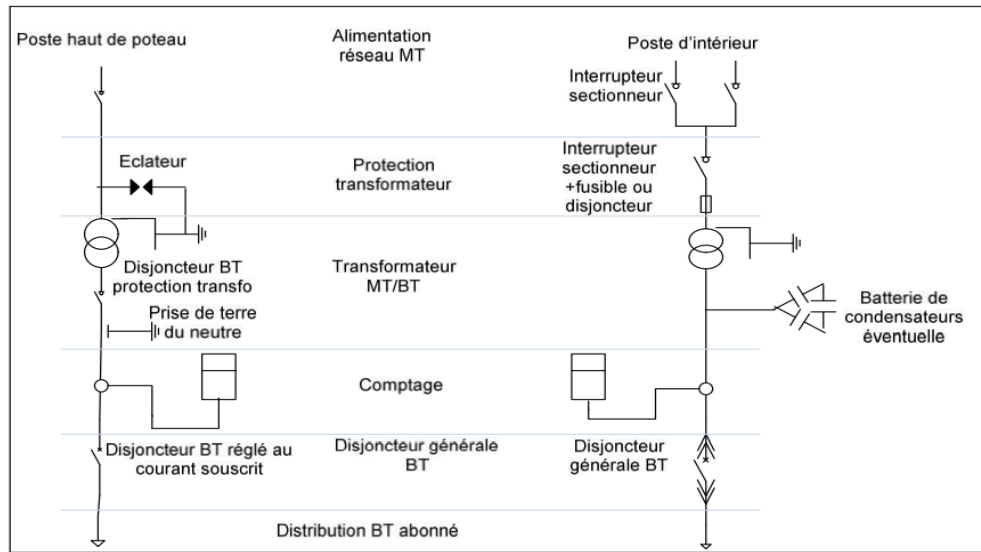 Poste haut de poteau
Alimentation
réseau MT
Poste d'intérieur
Interrupteur
sectionneur
Eclateur
Protection
transformateur
Interrupteur
sectionneur
+fusible ou
disjoncteur
Disjoncteur BT
protection transfo
Transformateur
MT/BT
Prise de terre
du neutre
Batterie de
condensateurs
éventuelle
Comptage
Disjoncteur BT réglé au
courant souscrit
Disjoncteur générale
BT
Disjoncteur
générale BT
Distribution BT abonné